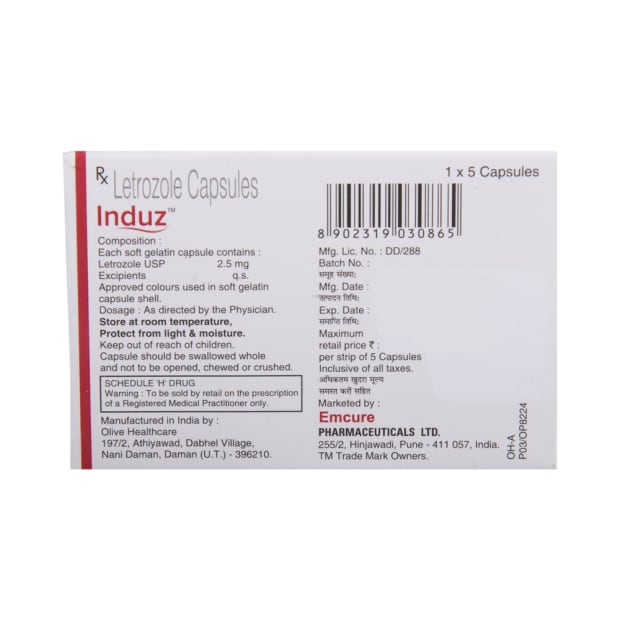 Rx Letrozole Capsules
Induz™
Composition :
Each soft gelatin capsule contains :
Letrozole USP 2.5 mg
Excipients q.s.
Approved colours used in soft gelatin
capsule shell.
Dosage : As directed by the Physician.
Store at room temperature,
Protect from light & moisture.
Keep out of reach of children.
Capsule should be swallowed whole
and not to be opened, chewed or crushed.
SCHEDULE 'H' DRUG
Warning : To be sold by retail on the prescription
of a Registered Medical Practitioner only.
Manufactured in India by :
Olive Healthcare
197/2, Athiyawad, Dabhel Village,
Nani Daman, Daman (U.T.) - 396210.
1 x 5 Capsules
8 902319 030865
Mfg. Lic. No. : DD/288
Batch No. :
समूह संख्या:
Mfg. Date :
उत्पादन तिथि:
Exp. Date :
समाप्ति तिथि:
Maximum
retail price ₹ :
per strip of 5 Capsules
Inclusive of all taxes.
अधिकतम खुदरा मूल्य
समस्त करों सहित
Marketed by :
Emcure
PHARMACEUTICALS LTD.
255/2, Hinjawadi, Pune - 411 057, India.
TM Trade Mark Owners.
OH-A
P03/OP8224